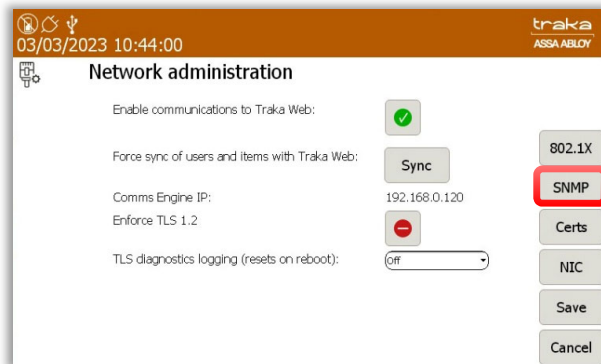 03/03/2023 10:44:00
traka
ASSA ABLOY
Network administration
Enable communications to Traka Web:
Force sync of users and items with Traka Web:
Sync
Comms Engine IP:
192.168.0.120
Enforce TLS 1.2
TLS diagnostics logging (resets on reboot):
Off
802.1X
SNMP
Certs
NIC
Save
Cancel